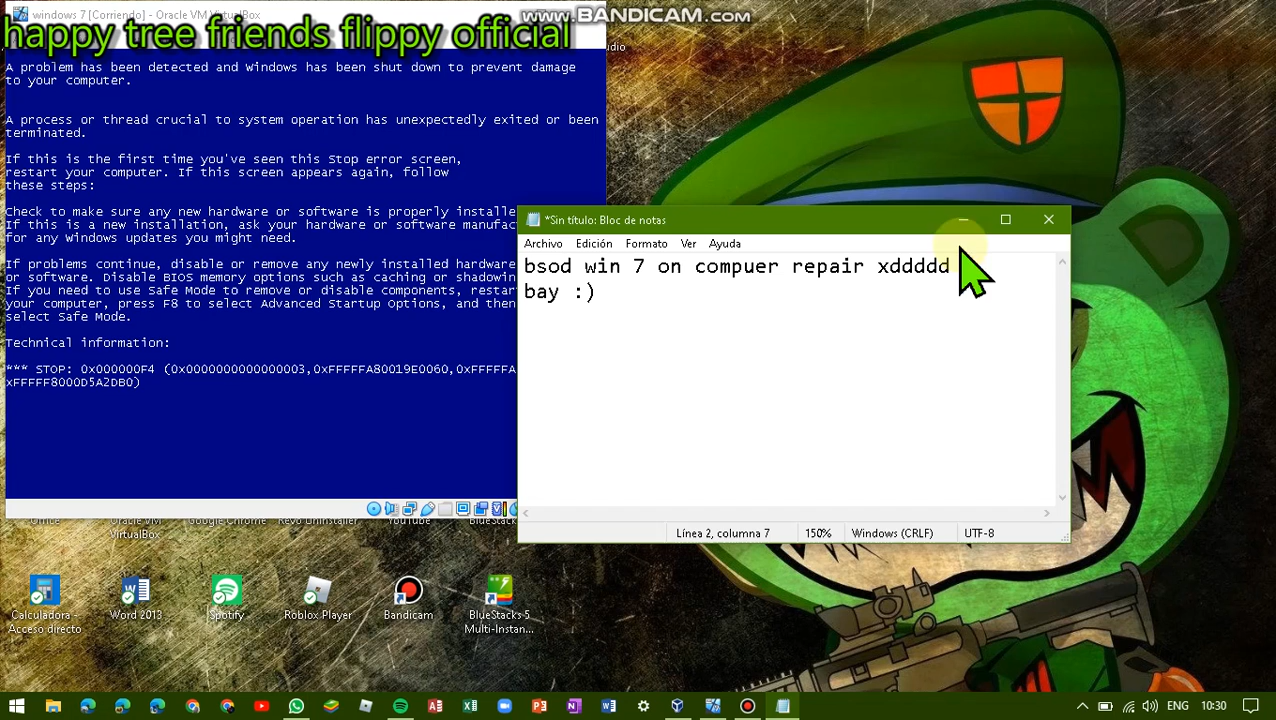 windows 7 [Corriendo] - Oracle VM VirtualBox
www.BANDICAM.com
happy tree friends flippy official
A problem has been detected and Windows has been shut down to prevent damage
to your computer.
A process or thread crucial to system operation has unexpectedly exited or been
terminated.
If this is the first time you've seen this Stop error screen,
restart your computer. If this screen appears again, follow
these steps:
Check to make sure any new hardware or software is properly installe
If this is a new installation, ask your hardware or software manufac
for any Windows updates you might need.
If problems continue, disable or remove any newly installed hardware
or software. Disable BIOS memory options such as caching or shadowin
If you need to use Safe Mode to remove or disable components, restar
your computer, press F8 to select Advanced Startup Options, and then
select Safe Mode.
Technical information:
*** STOP: 0x000000F4 (0x0000000000000003,0xFFFFFA80019E0060,0xFFFFFA
xFFFFF8000D5A2DB0)
*Sin título: Bloc de notas
Archivo Edición Formato Ver Ayuda
bsod win 7 on compuer repair xddddd
bay :)
Línea 2, columna 7 150% Windows (CRLF) UTF-8
Office Oracle VM Google Chrome Revo Uninstaller YouTube BlueStacks
VirtualBox
Calculadora - Word 2013 Spotify Roblox Player Bandicam BlueStacks 5
Acceso directo Multi-Instan...
ENG 10:30